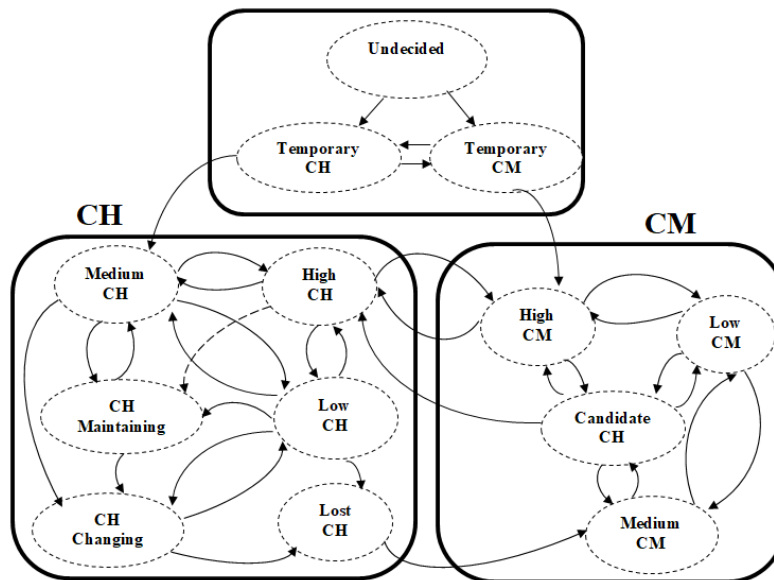 Undecided
Temporary
CH
Temporary
CM
CH
CM
Medium
CH
High
CH
High
CM
Low
CM
CH
Maintaining
Low
CH
Candidate
CH
CH
Changing
Lost
CH
Medium
CM